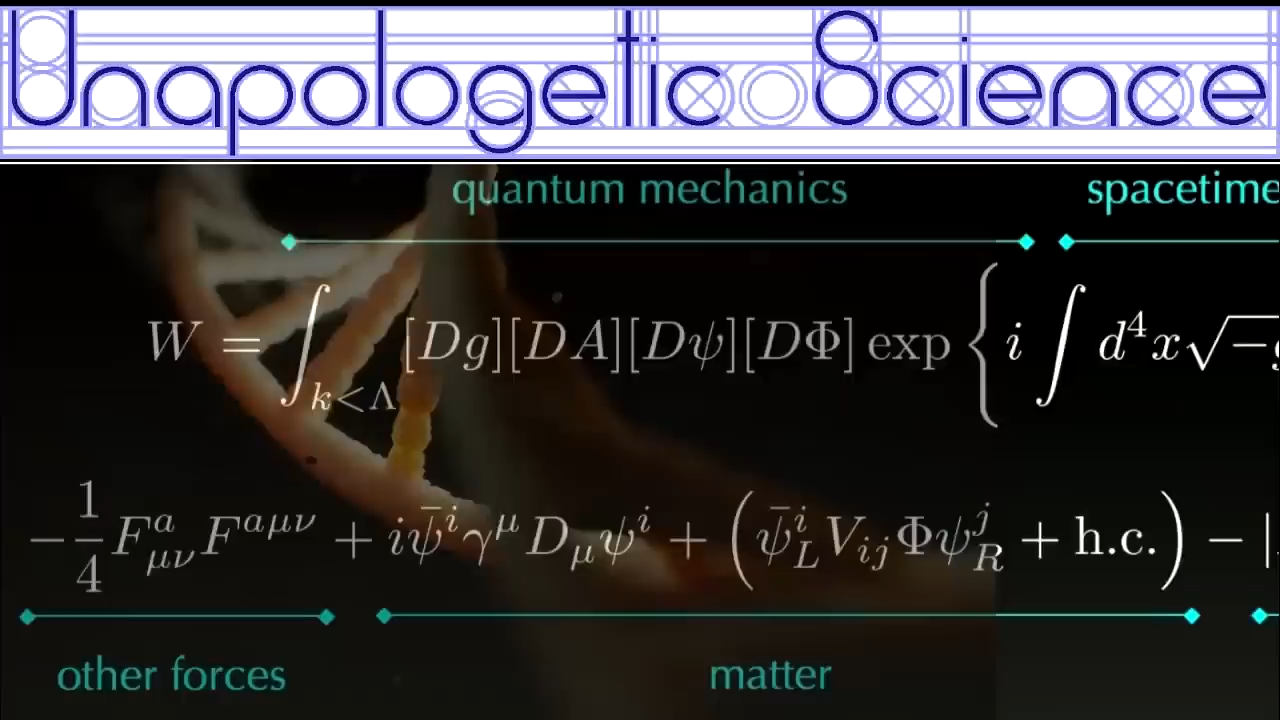 Unapologetic Science
quantum mechanics spacetime
W = ∫_{k<Λ} [Dg][DA][Dψ][DΦ] exp { i ∫ d⁴x √−g
−1/4 F^a_{μν} F^{aμν} + iψ̄^i γ^μ D_μ ψ^i + ( ψ̄^i_L V_{ij} Φ ψ^j_R + h.c. ) − |
other forces matter